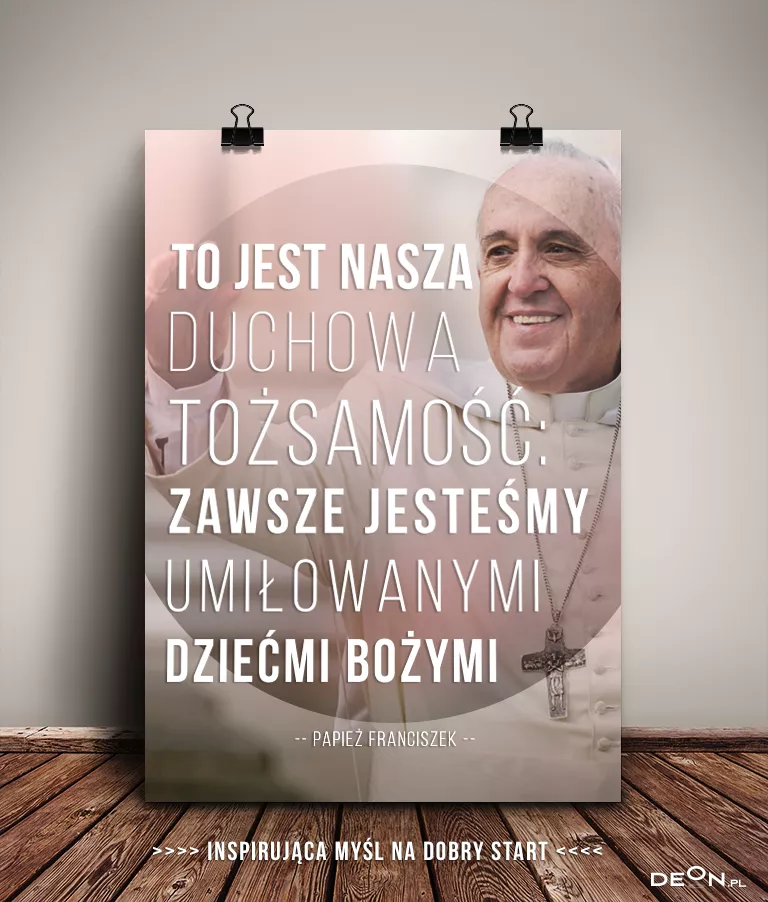 TO JEST NASZA
DUCHOWA
TOŻSAMOŚĆ:
ZAWSZE JESTEŚMY
UMIŁOWANYMI
DZIEĆMI BOŻYMI
-- PAPIEŻ FRANCISZEK --
>>>> INSPIRUJĄCA MYŚL NA DOBRY START <<<<
DEON.PL